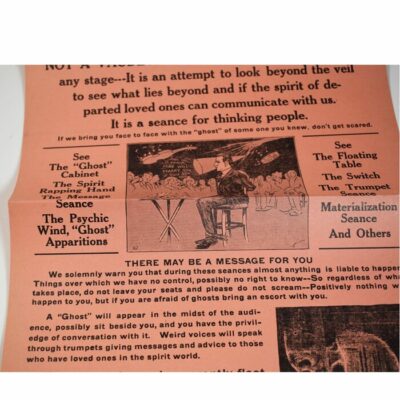 NOT A
any stage---It is an attempt to look beyond the veil
to see what lies beyond and if the spirit of de-
parted loved ones can communicate with us.
It is a seance for thinking people.
If we bring you face to face with the "ghost" of some one you knew, don't get scared.
See
The "Ghost"
Cabinet
The Spirit
Rapping Hand
The Message
Seance
The Psychic
Wind, "Ghost"
Apparitions
See
The Floating
Table
The Switch
The Trumpet
Seance
Materialization
Seance
And Others
THERE MAY BE A MESSAGE FOR YOU
We solemnly warn you that during these seances almost anything is liable to happen
Things over which we have no control, possibly no right to know---So regardless of wha
takes place, do not leave your seats and please do not scream--Positively nothing w
happen to you, but if you are afraid of ghosts bring an escort with you.
A "Ghost" will appear in the midst of the audi-
ence, possibly sit beside you, and you have the privil-
edge of conversation with it. Weird voices will speak
through trumpets giving messages and advice to those
who have loved ones in the spirit world.
float